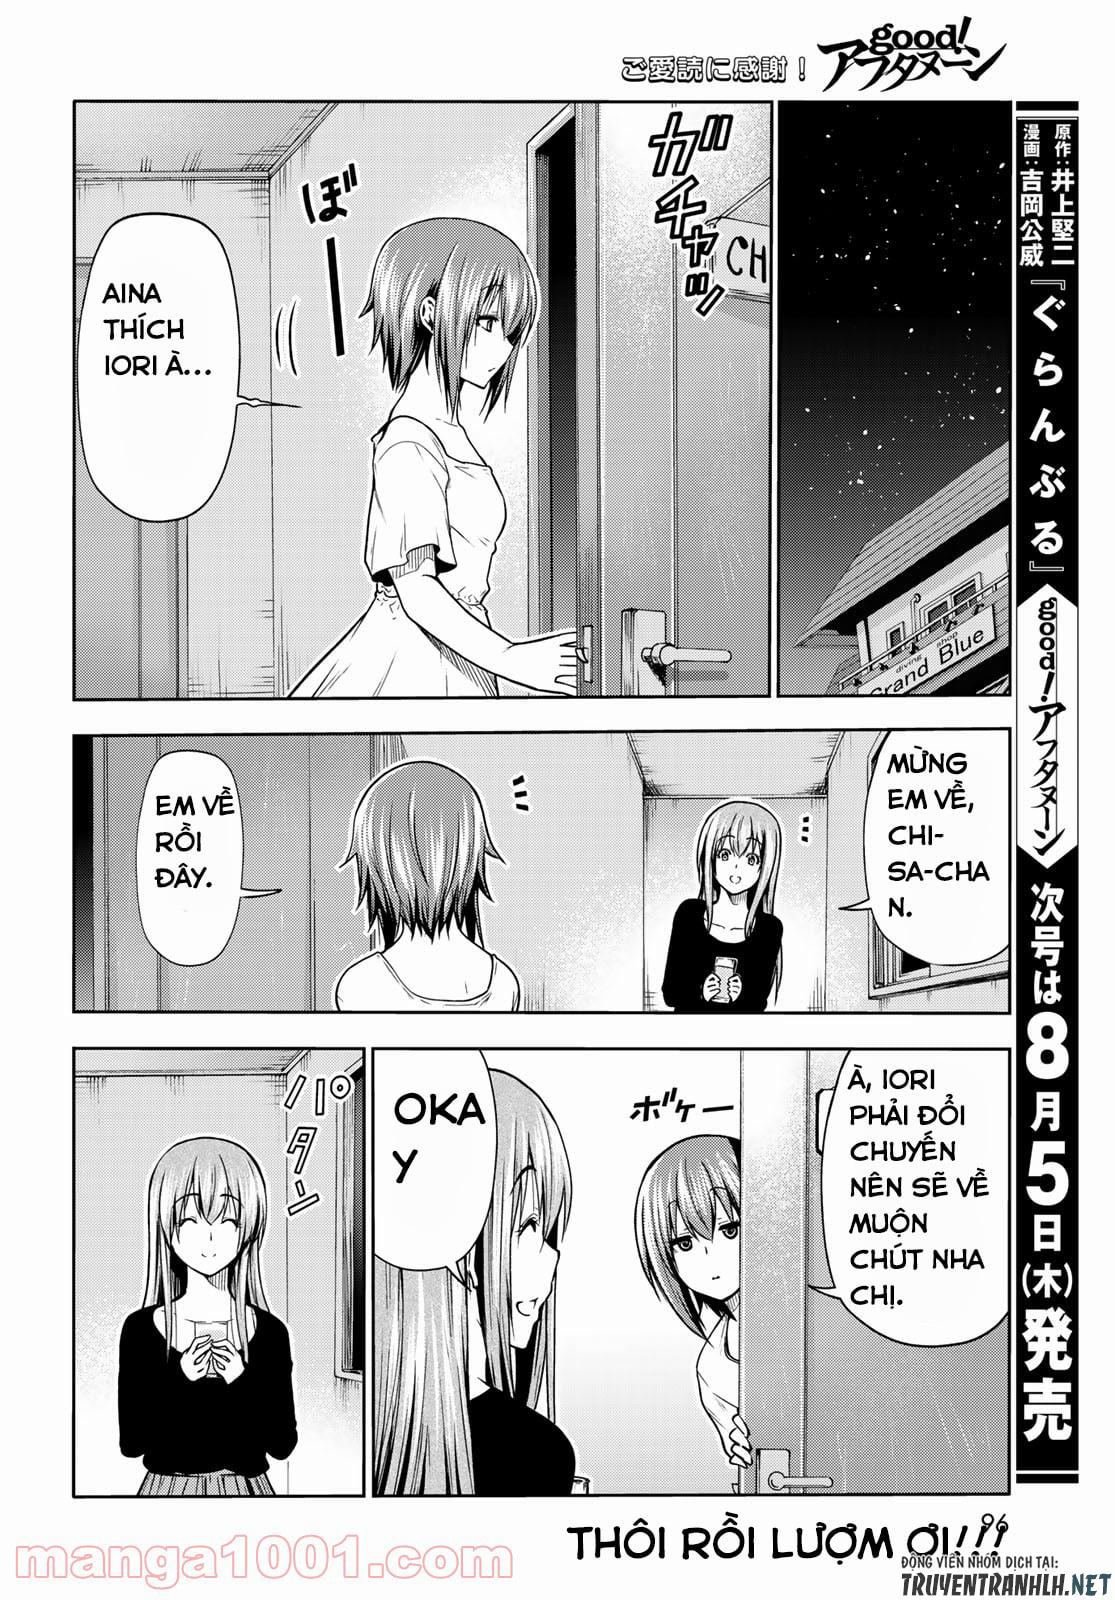 ご愛読に感謝！
good!
アフタヌーン
原作：井上堅二
漫画：吉岡公威
『ぐらんぶる』
good!アフタヌーン
次号は8月5日(木)発売
diving shop
Grand Blue
ガチャッ
CH
ぼー
AINA
THÍCH
IORI À...
MỪNG
EM VỀ,
CHI-
SA-CHA
N.
EM VỀ
RỒI
ĐÂY.
À, IORI
PHẢI ĐỔI
CHUYẾN
NÊN SẼ VỀ
MUỘN
CHÚT NHA
CHỊ.
ボケー
OKA
Y
パタン
96
THÔI RỒI LƯỢM ƠI!!!
manga1001.com
ĐỘNG VIÊN NHÓM DỊCH TẠI:
TRUYENTRANHLH.NET